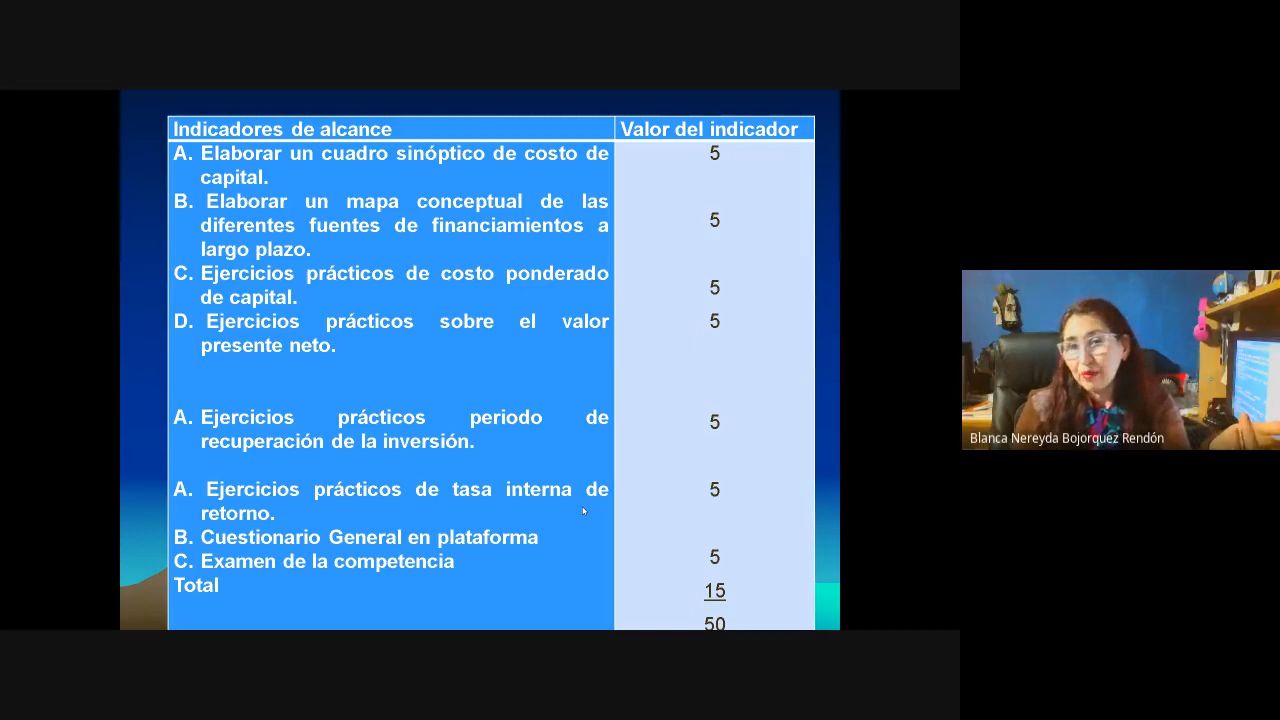 Indicadores de alcance
Valor del indicador
A. Elaborar un cuadro sinóptico de costo de
capital.
5
B. Elaborar un mapa conceptual de las
diferentes fuentes de financiamientos a
largo plazo.
5
C. Ejercicios prácticos de costo ponderado
de capital.
5
D. Ejercicios prácticos sobre el valor
presente neto.
5
A. Ejercicios prácticos periodo de
recuperación de la inversión.
5
A. Ejercicios prácticos de tasa interna de
retorno.
5
B. Cuestionario General en plataforma
5
C. Examen de la competencia
15
Total
50
Blanca Nereyda Bojorquez Rendón